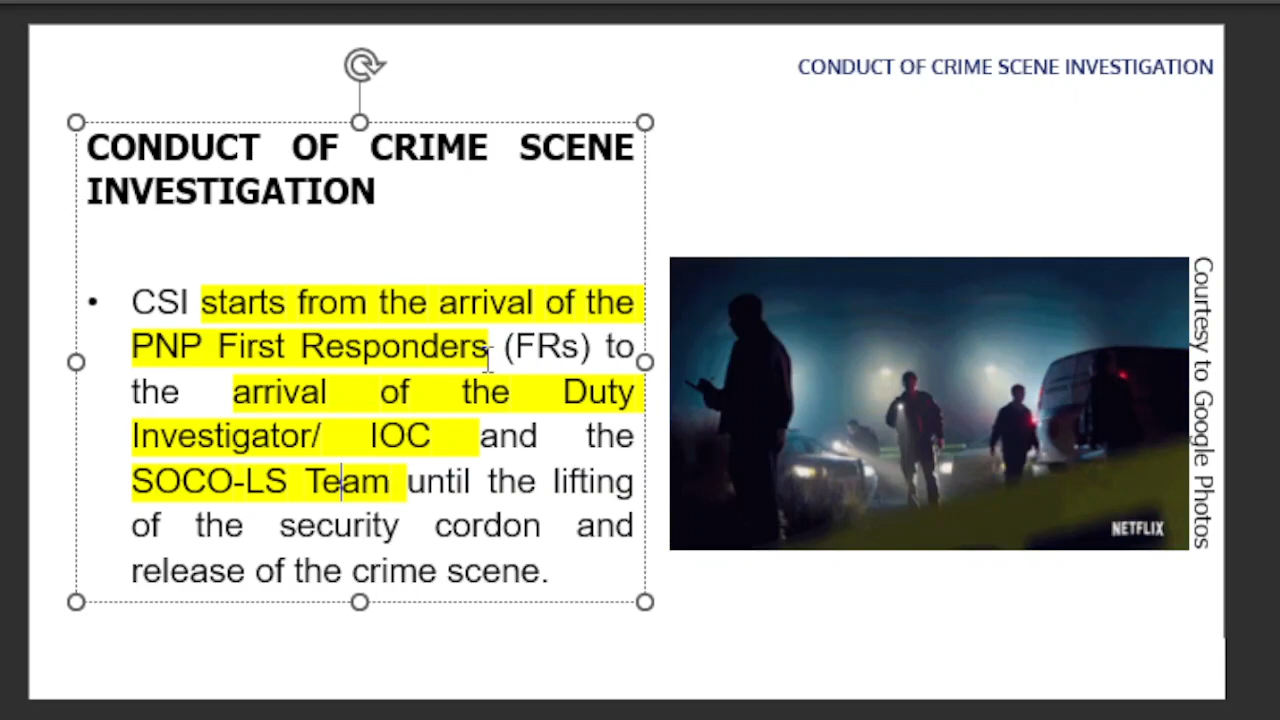 CONDUCT OF CRIME SCENE INVESTIGATION
CONDUCT OF CRIME SCENE
INVESTIGATION
• CSI starts from the arrival of the
PNP First Responders (FRs) to
the arrival of the Duty
Investigator/ IOC and the
SOCO-LS Team until the lifting
of the security cordon and
release of the crime scene.
NETFLIX
Courtesy to Google Photos